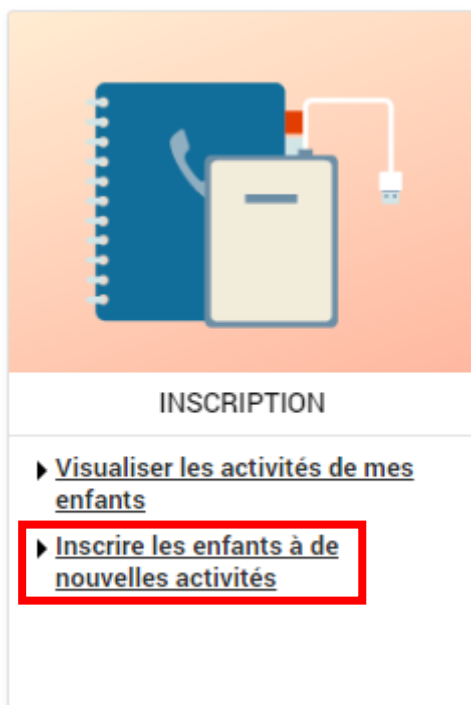 INSCRIPTION
Visualiser les activités de mes
enfants
Inscrire les enfants à de
nouvelles activités